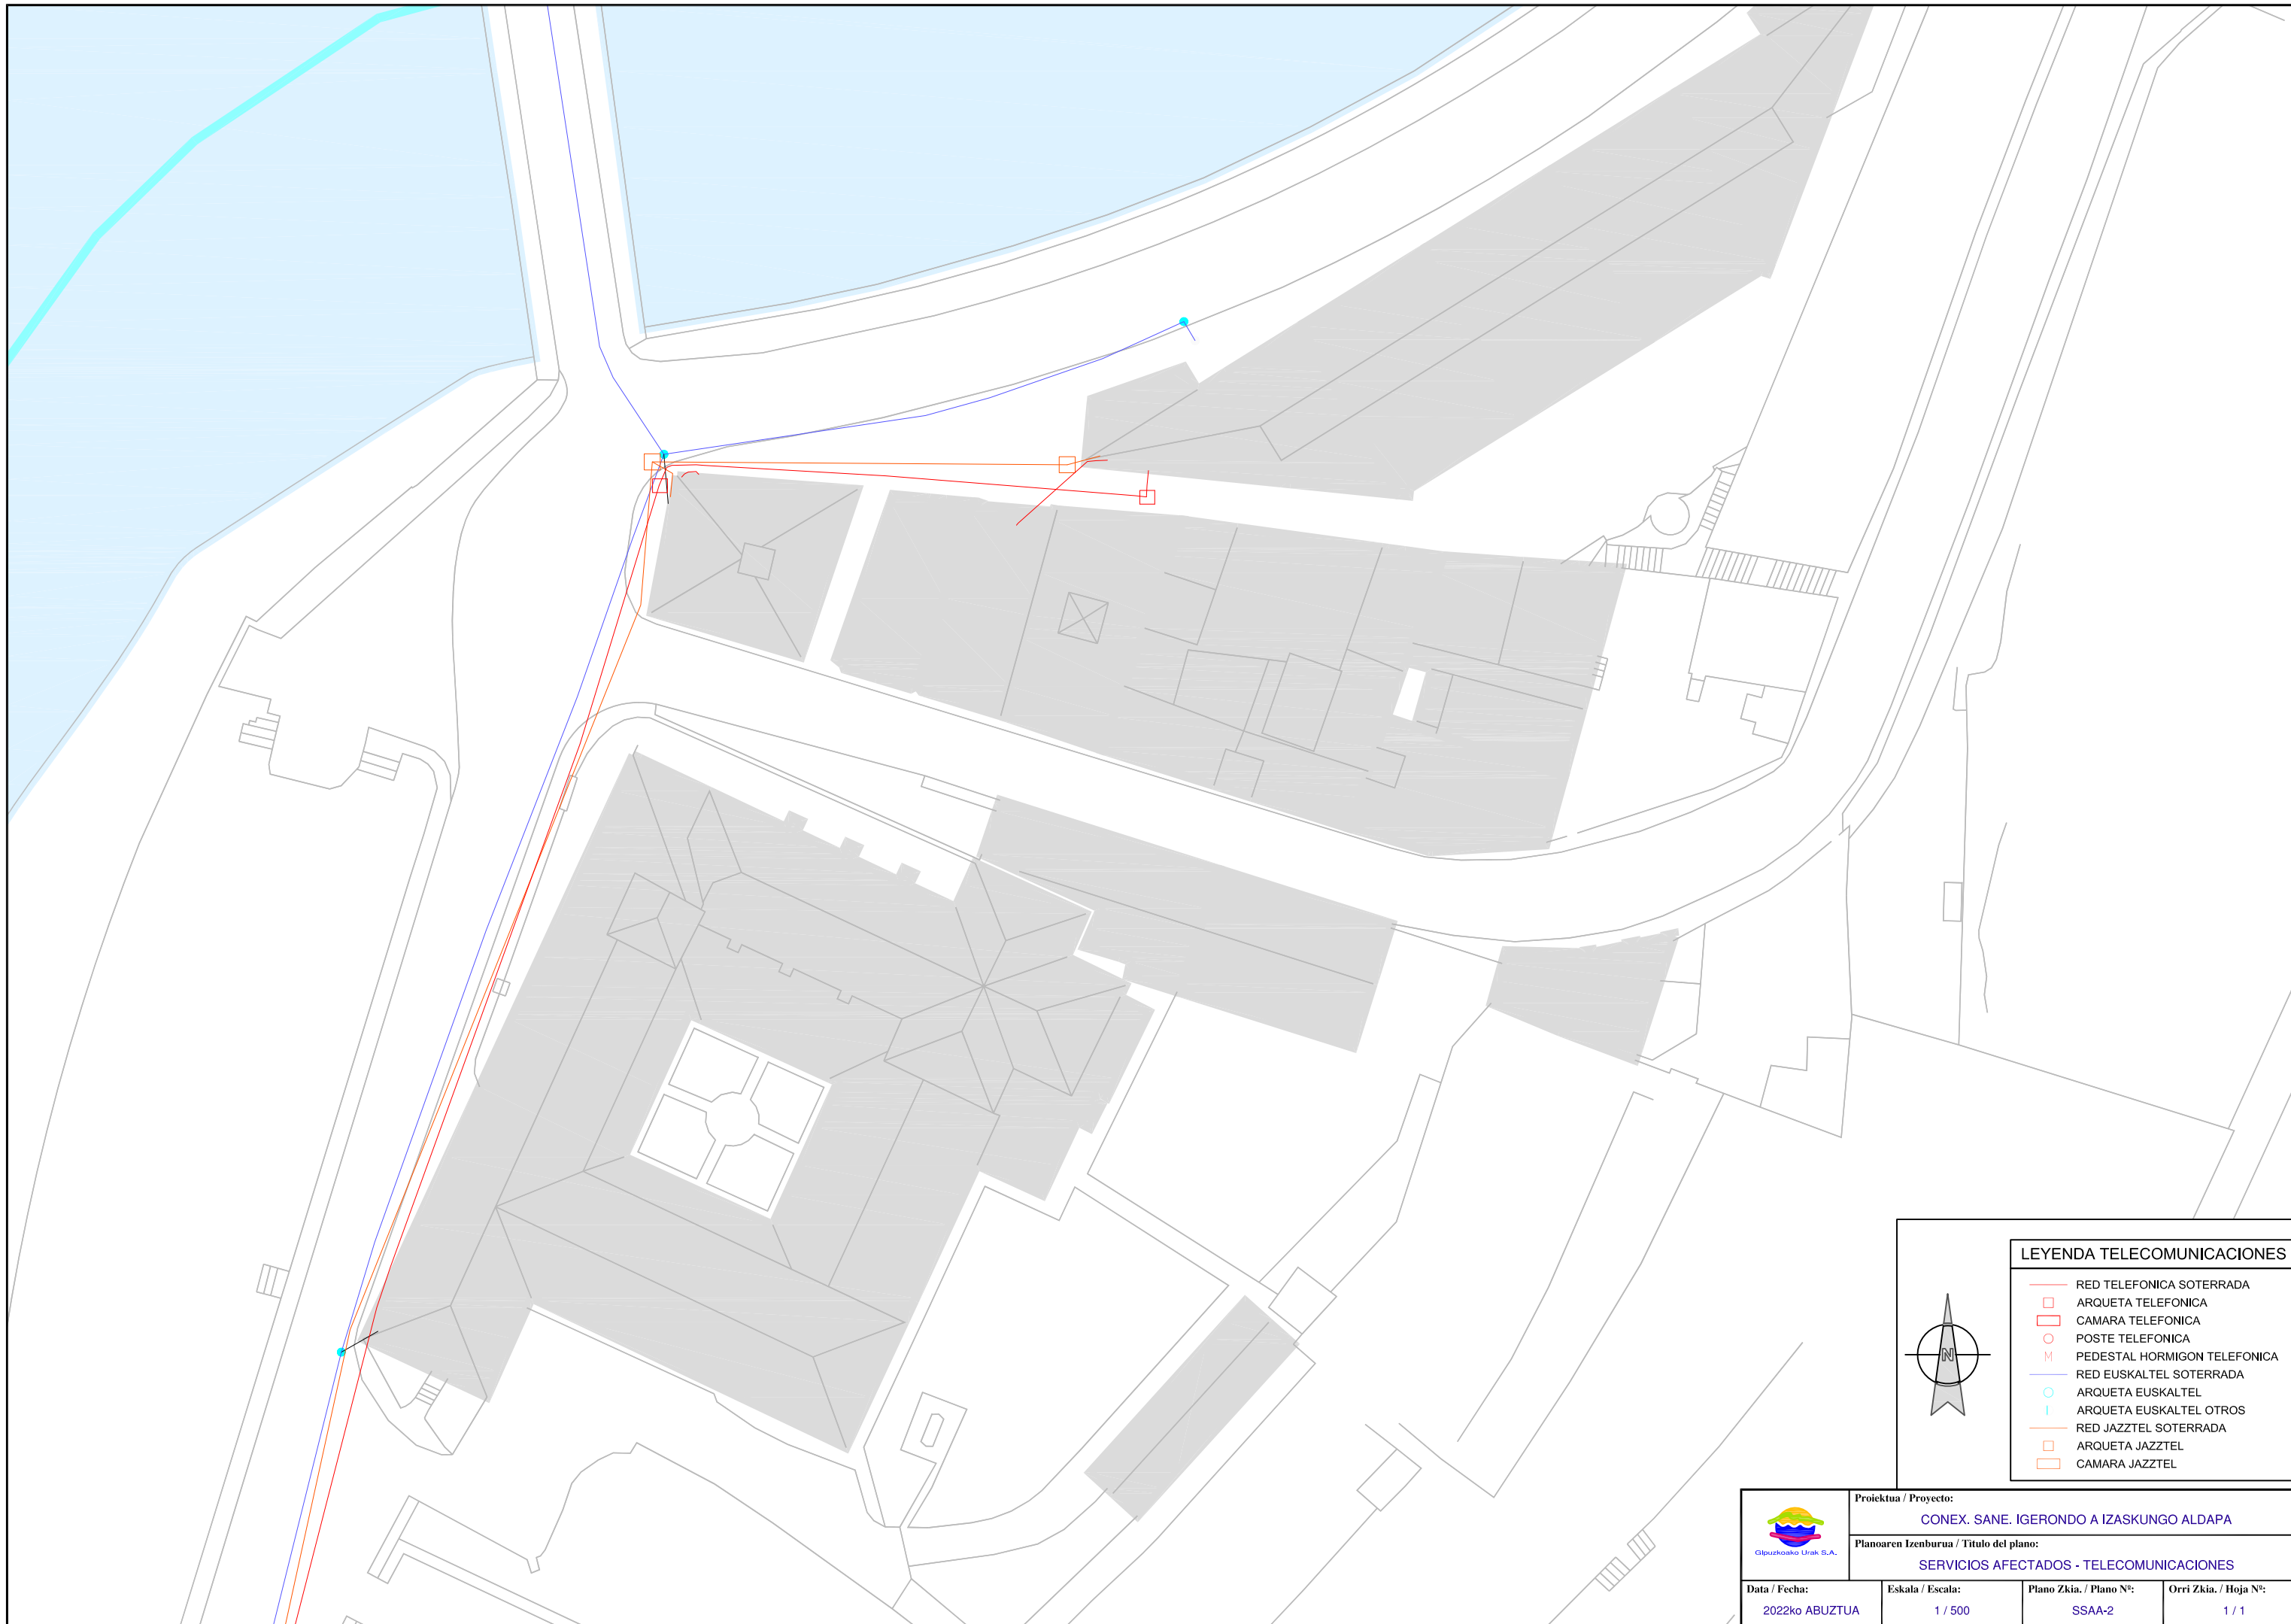 LEYENDA TELECOMUNICACIONES
RED TELEFONICA SOTERRADA
ARQUETA TELEFONICA
CAMARA TELEFONICA
POSTE TELEFONICA
M PEDESTAL HORMIGON TELEFONICA
RED EUSKALTEL SOTERRADA
ARQUETA EUSKALTEL
ARQUETA EUSKALTEL OTROS
RED JAZZTEL SOTERRADA
ARQUETA JAZZTEL
CAMARA JAZZTEL
N
Gipuzkoako Urak S.A.
Proiektua / Proyecto:
CONEX. SANE. IGERONDO A IZASKUNGO ALDAPA
Planoaren Izenburua / Titulo del plano:
SERVICIOS AFECTADOS - TELECOMUNICACIONES
Data / Fecha:
2022ko ABUZTUA
Eskala / Escala:
1 / 500
Plano Zkia. / Plano Nº:
SSAA-2
Orri Zkia. / Hoja Nº:
1 / 1